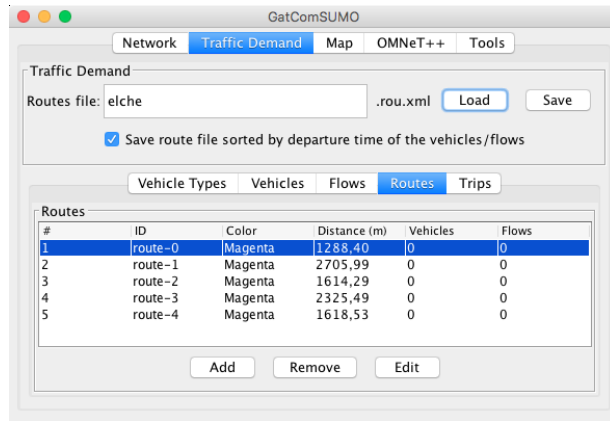 GatComSUMO
Network Traffic Demand Map OMNeT++ Tools
Traffic Demand
Routes file: elche .rou.xml Load Save
Save route file sorted by departure time of the vehicles/flows
Vehicle Types Vehicles Flows Routes Trips
Routes
# ID Color Distance (m) Vehicles Flows
1 route-0 Magenta 1288,40 0 0
2 route-1 Magenta 2705,99 0 0
3 route-2 Magenta 1614,29 0 0
4 route-3 Magenta 2325,49 0 0
5 route-4 Magenta 1618,53 0 0
Add Remove Edit